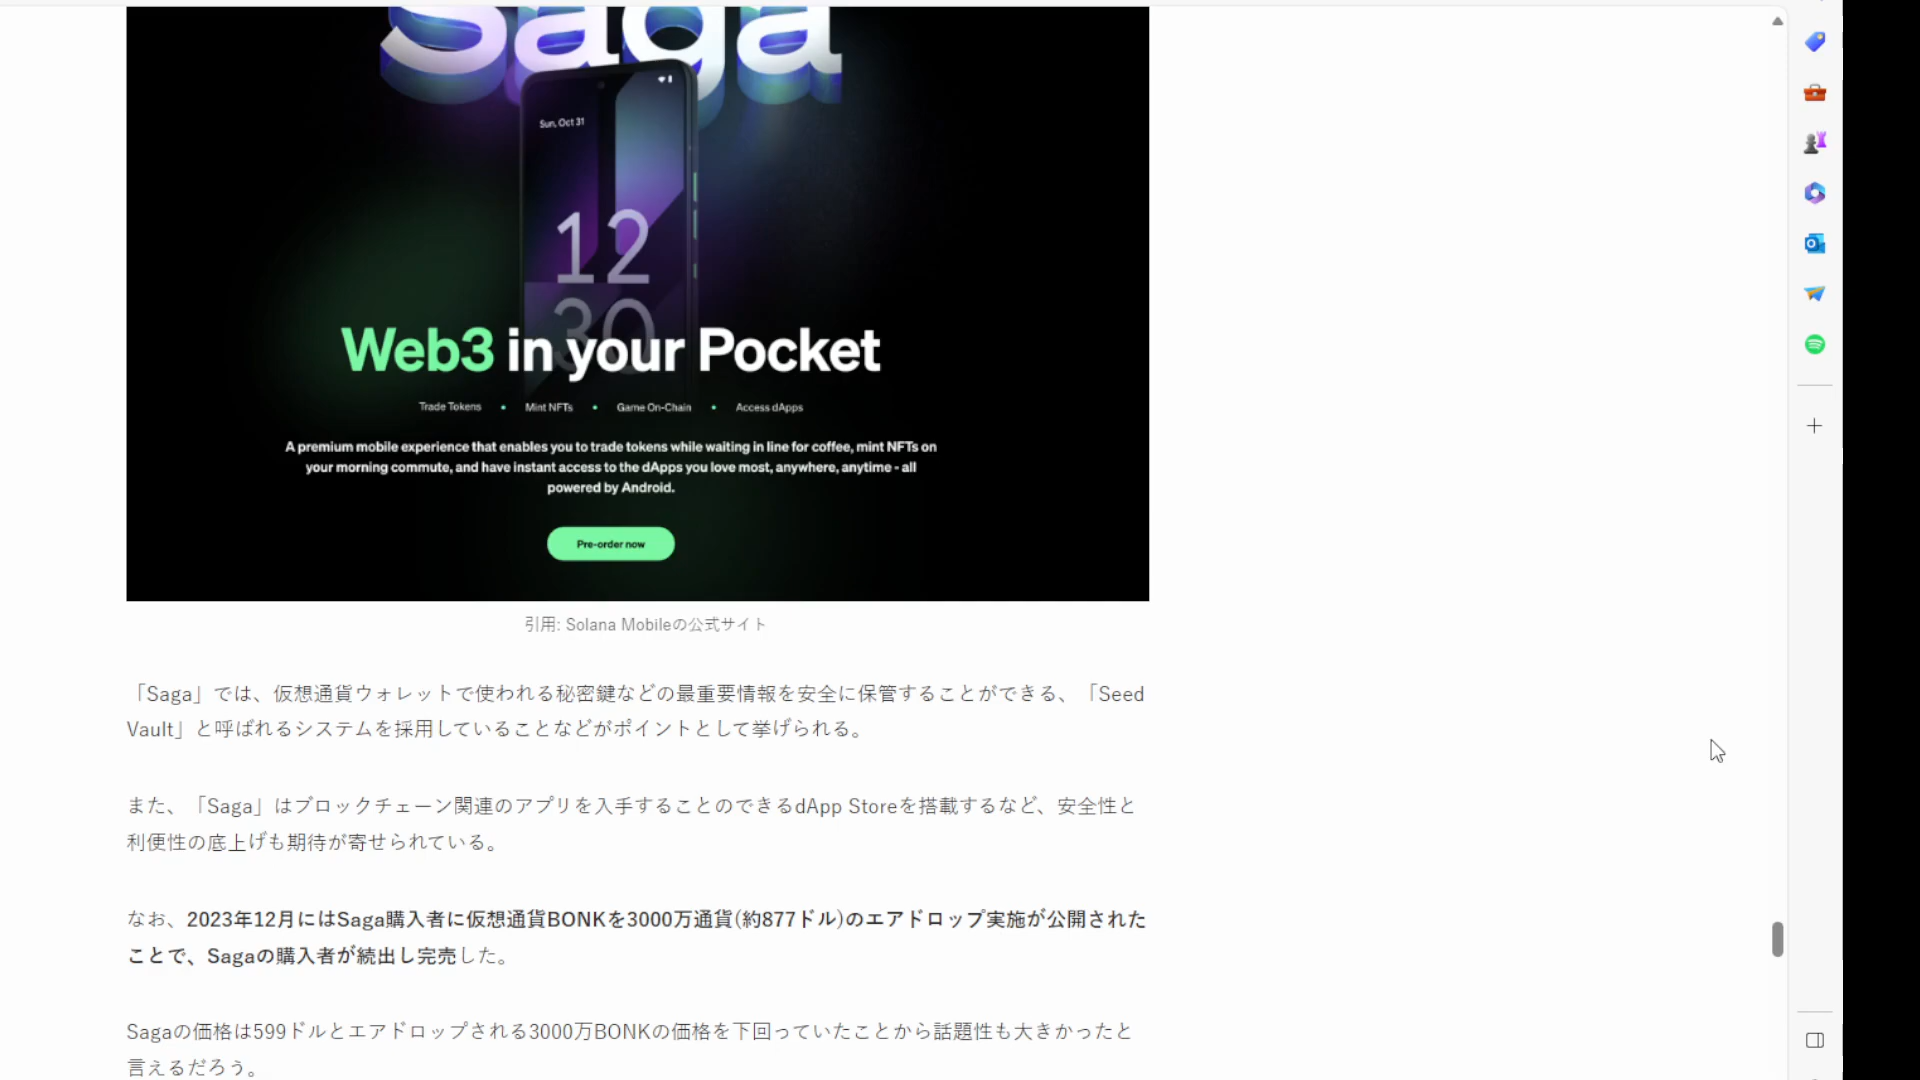 Saga
Sun, Oct 31
12
30
Web3 in your Pocket
Trade Tokens • Mint NFTs • Game On-Chain • Access dApps
A premium mobile experience that enables you to trade tokens while waiting in line for coffee, mint NFTs on
your morning commute, and have instant access to the dApps you love most, anywhere, anytime - all
powered by Android.
Pre-order now
引用: Solana Mobileの公式サイト
「Saga」では、仮想通貨ウォレットで使われる秘密鍵などの最重要情報を安全に保管することができる、「Seed
Vault」と呼ばれるシステムを採用していることなどがポイントとして挙げられる。
また、「Saga」はブロックチェーン関連のアプリを入手することのできるdApp Storeを搭載するなど、安全性と
利便性の底上げも期待が寄せられている。
なお、2023年12月にはSaga購入者に仮想通貨BONKを3000万通貨(約877ドル)のエアドロップ実施が公開された
ことで、Sagaの購入者が続出し完売した。
Sagaの価格は599ドルとエアドロップされる3000万BONKの価格を下回っていたことから話題性も大きかったと
言えるだろう。